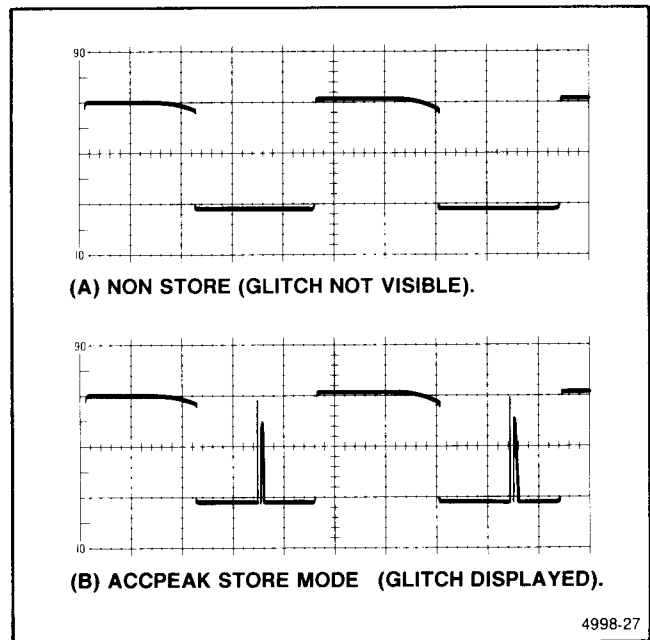 90
10
(A) NON STORE (GLITCH NOT VISIBLE).
90
10
(B) ACCPEAK STORE MODE (GLITCH DISPLAYED).
4998-27